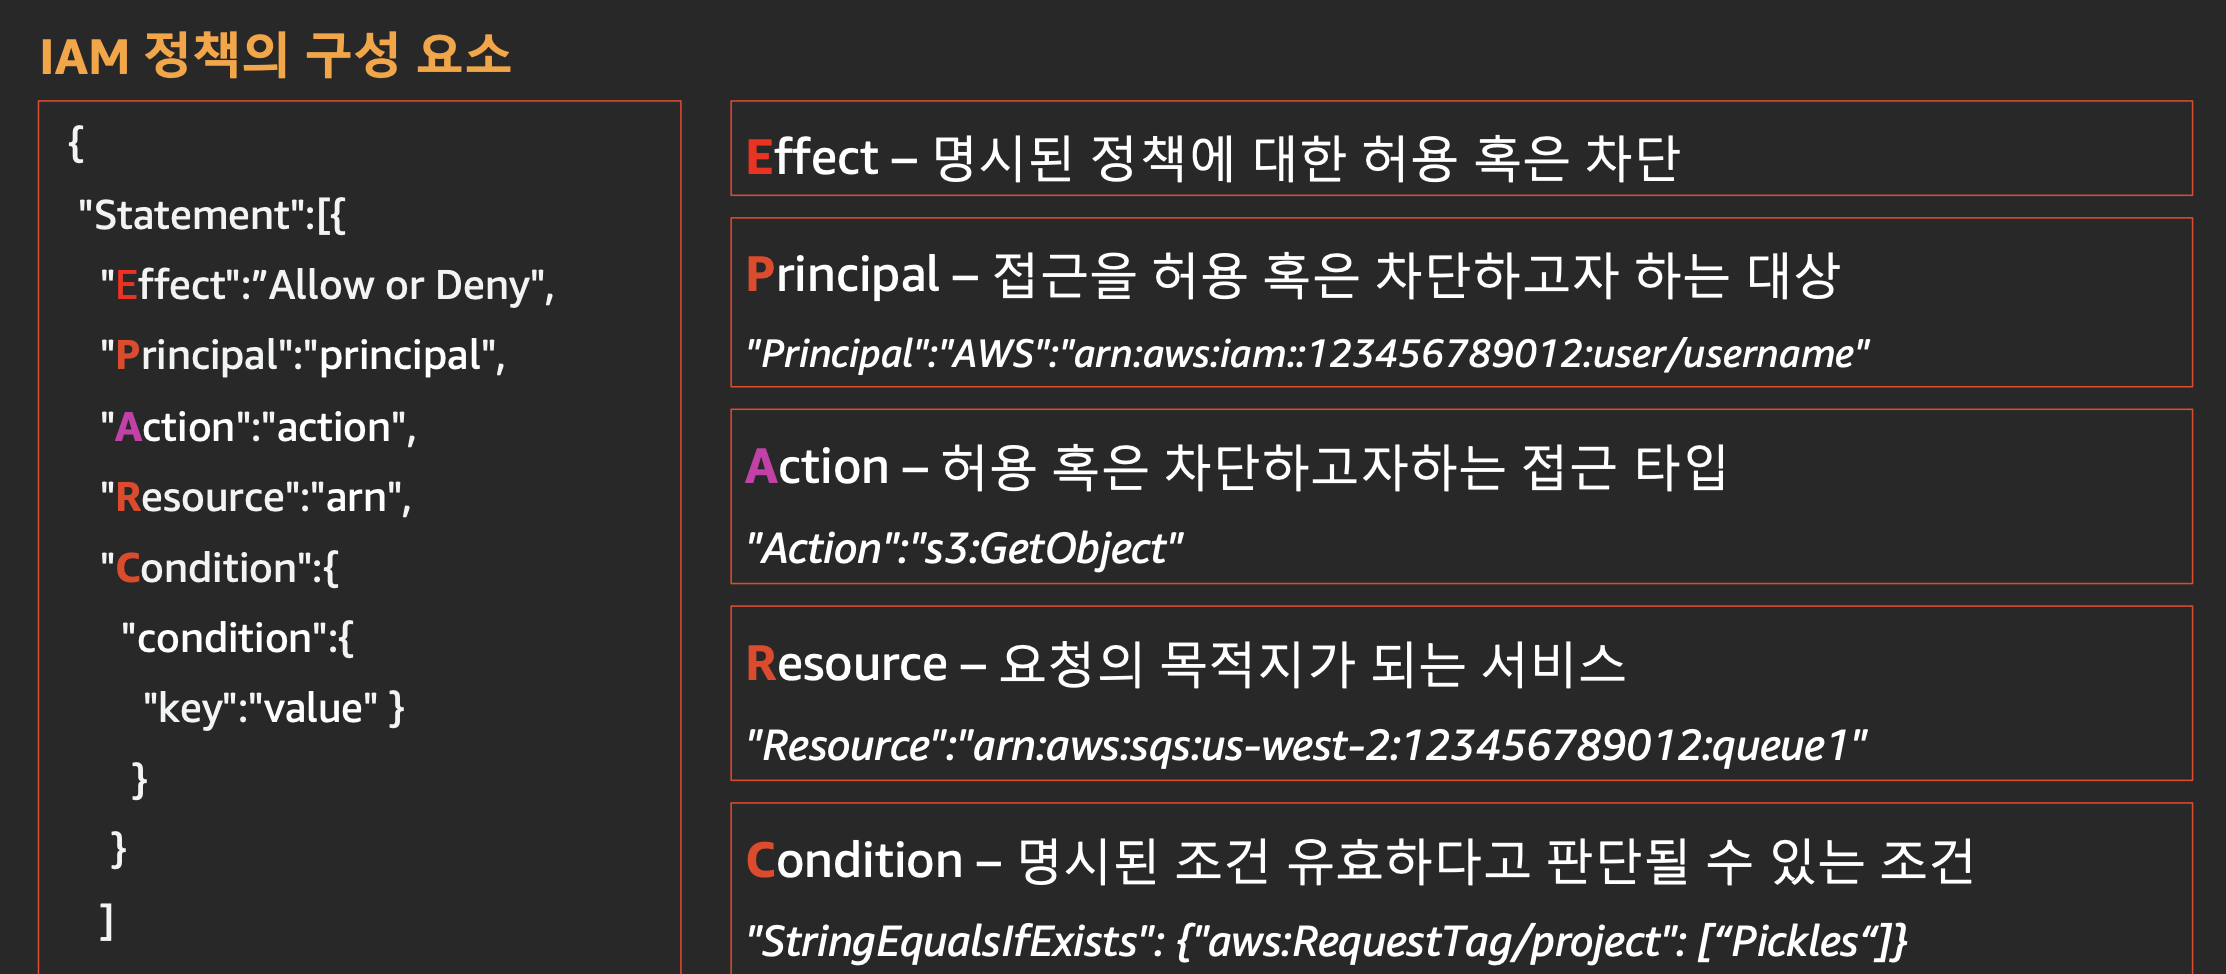 IAM 정책의 구성 요소
{
"Statement":[{
"Effect":”Allow or Deny",
"Principal":"principal",
"Action":"action",
"Resource":"arn",
"Condition":{
"condition":{
"key":"value" }
}
}
]
Effect – 명시된 정책에 대한 허용 혹은 차단
Principal – 접근을 허용 혹은 차단하고자 하는 대상
"Principal":"AWS":"arn:aws:iam::123456789012:user/username"
Action – 허용 혹은 차단하고자하는 접근 타입
"Action":"s3:GetObject"
Resource – 요청의 목적지가 되는 서비스
"Resource":"arn:aws:sqs:us-west-2:123456789012:queue1"
Condition – 명시된 조건 유효하다고 판단될 수 있는 조건
"StringEqualsIfExists": {"aws:RequestTag/project": [“Pickles“]}